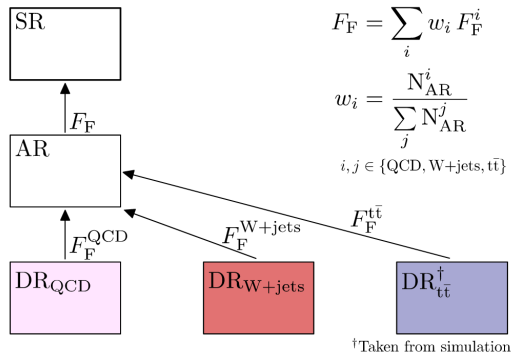 SR
F_F = ∑_i w_i F_F^i
w_i = N_AR^i / ∑_j N_AR^j
i, j ∈ {QCD, W+jets, tt̄}
F_F
AR
F_F^QCD
F_F^W+jets
F_F^tt̄
DR_QCD
DR_W+jets
DR_tt̄^†
†Taken from simulation